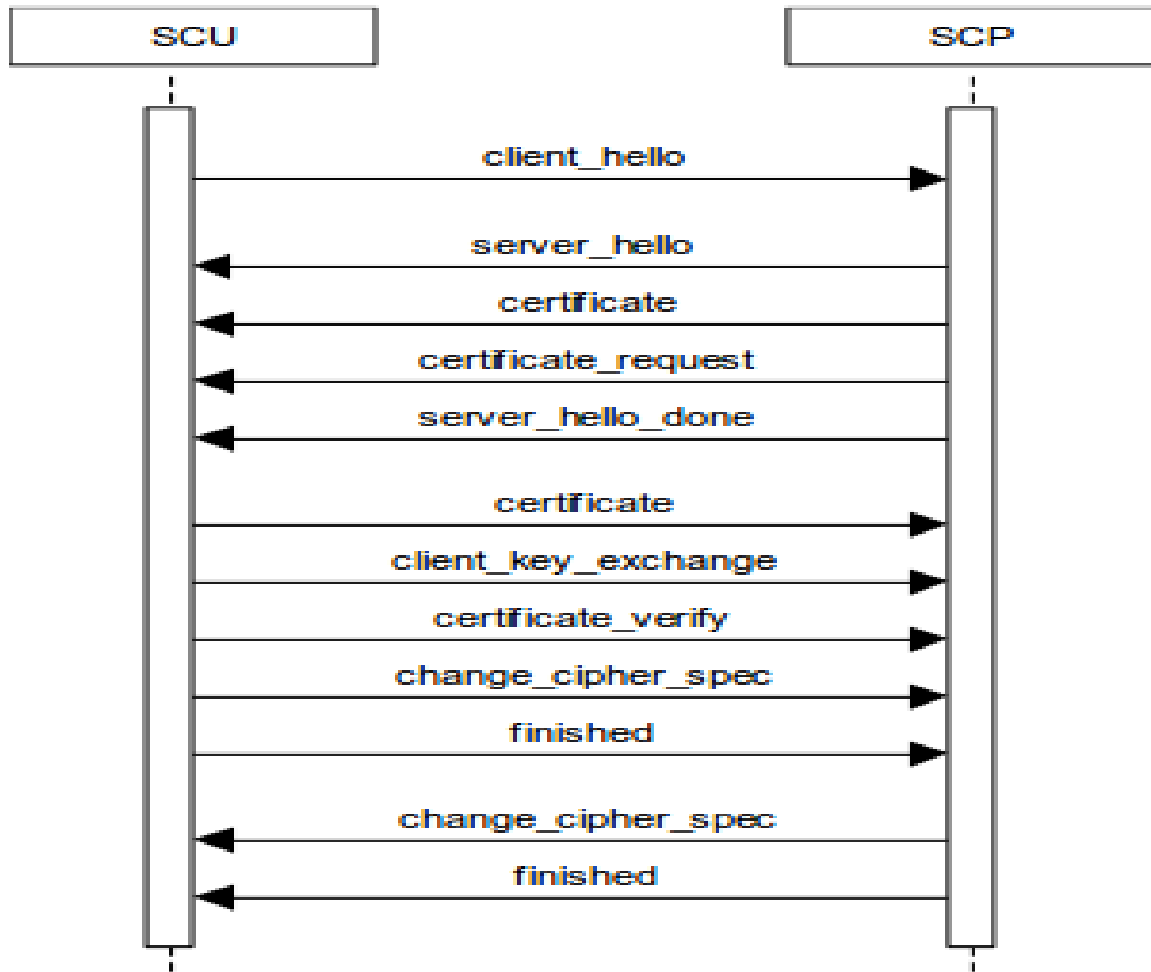 SCU
SCP
client_hello
server_hello
certificate
certificate_request
server_hello_done
certificate
client_key_exchange
certificate_verify
change_cipher_spec
finished
change_cipher_spec
finished